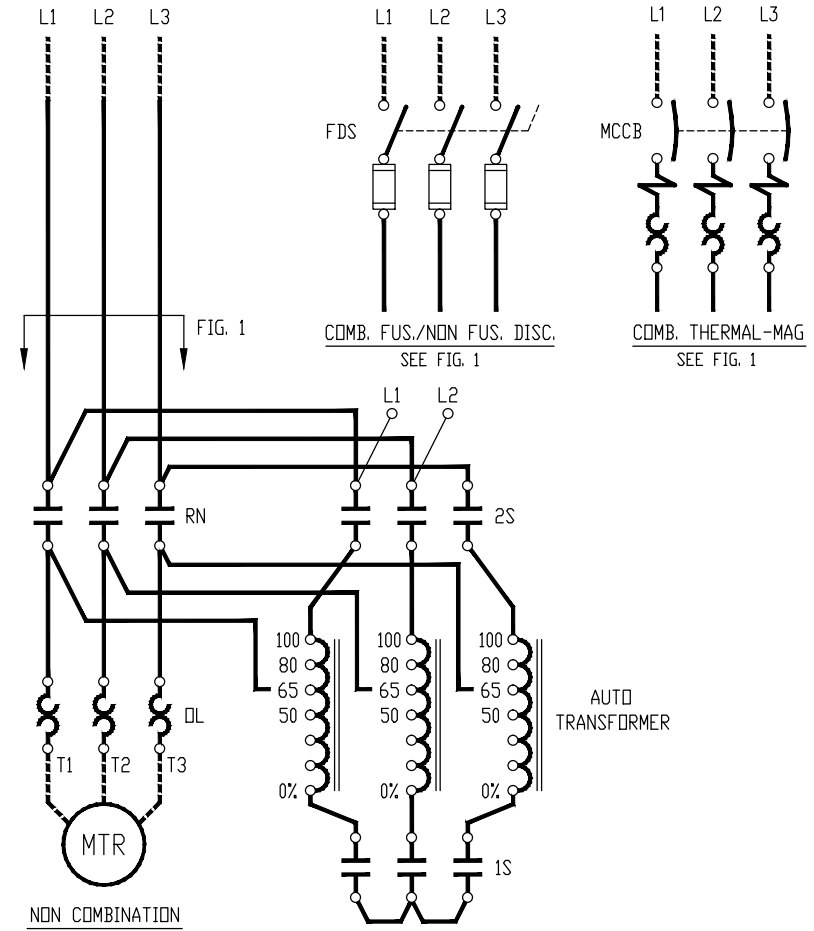 L1 L2 L3
L1 L2 L3
L1 L2 L3
FDS
MCCB
FIG. 1
COMB. FUS./NON FUS. DISC.
SEE FIG. 1
COMB. THERMAL-MAG
SEE FIG. 1
L1 L2
RN
2S
100 100 100
80 80 80
65 65 65
50 50 50
0% 0% 0%
OL
AUTO
TRANSFORMER
T1 T2 T3
MTR
1S
NON COMBINATION